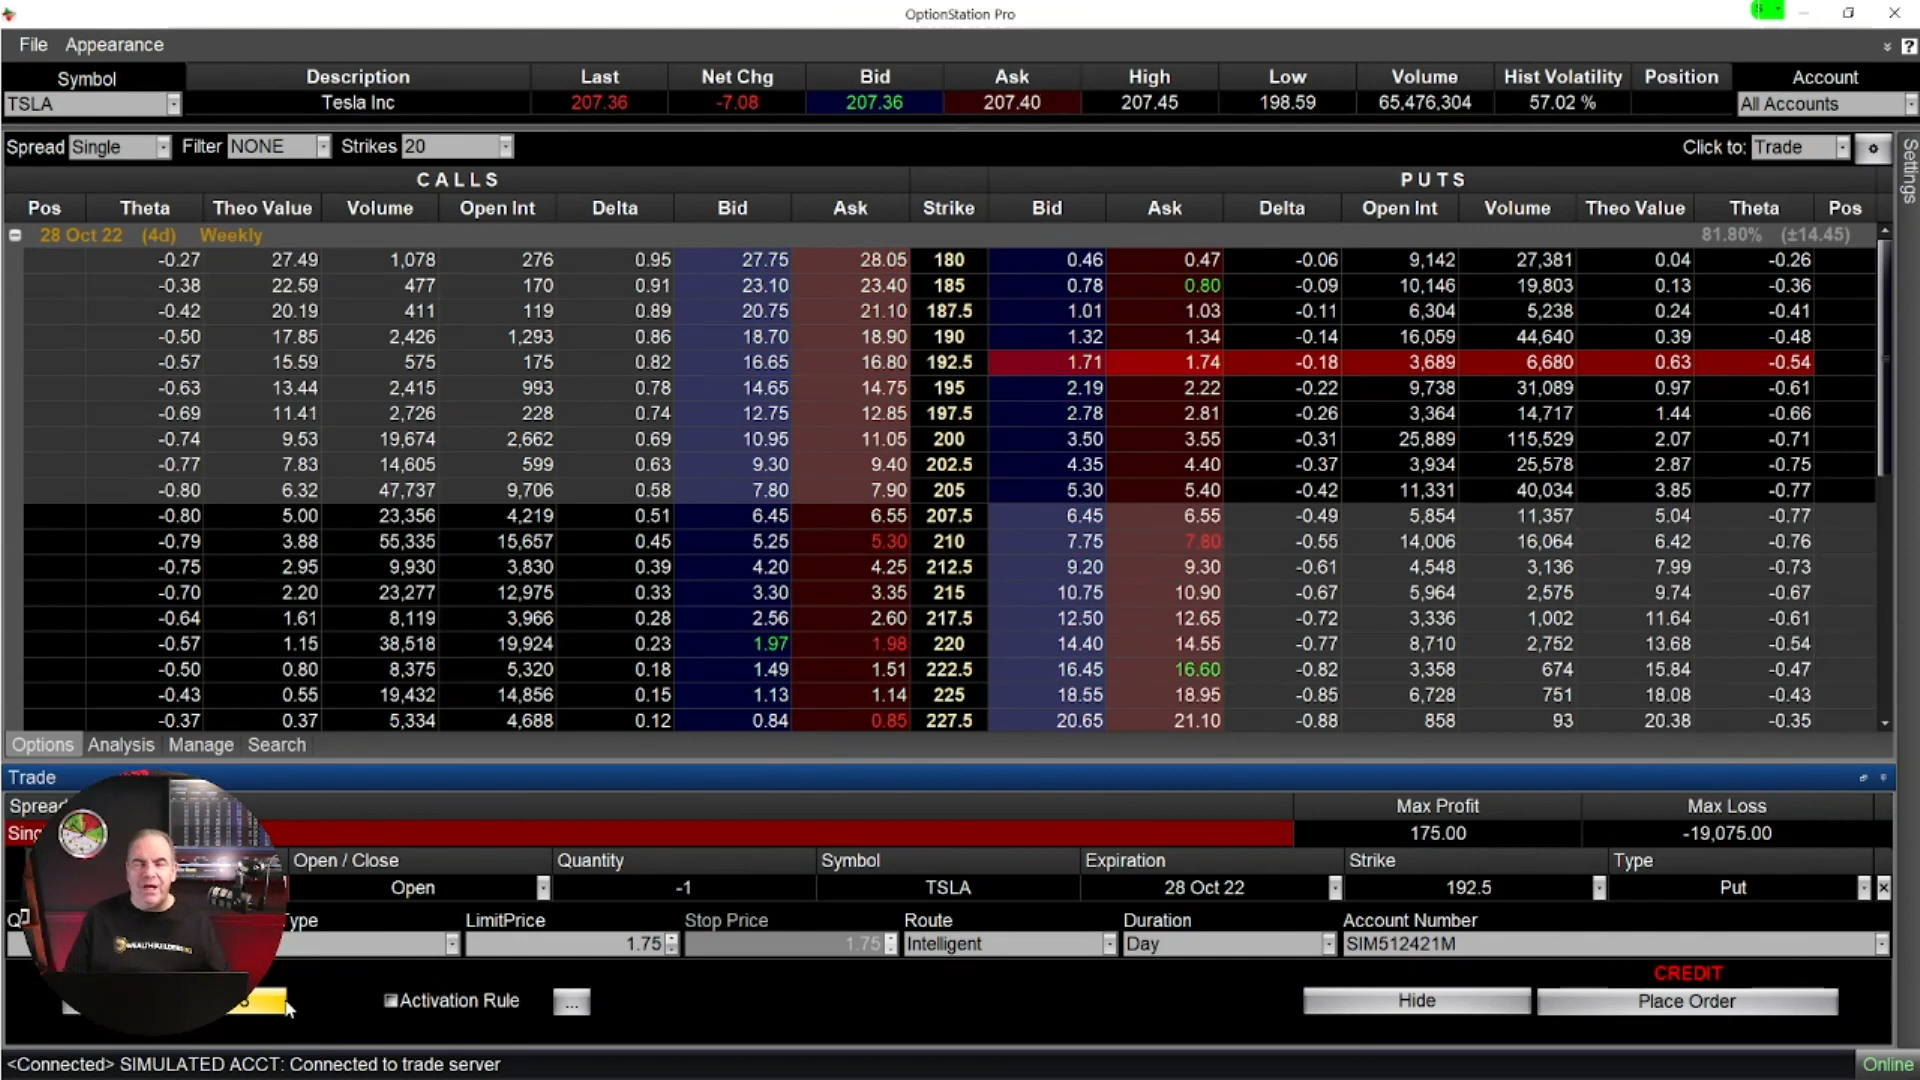 OptionStation Pro
File Appearance
Symbol Description Last Net Chg Bid Ask High Low Volume Hist Volatility Position Account
TSLA Tesla Inc 207.36 -7.08 207.36 207.40 207.45 198.59 65,476,304 57.02 % All Accounts
Spread Single Filter NONE Strikes 20 Click to: Trade
Settings
CALLS PUTS
Pos Theta Theo Value Volume Open Int Delta Bid Ask Strike Bid Ask Delta Open Int Volume Theo Value Theta Pos
28 Oct 22 (4d) Weekly 81.80% (±14.45)
-0.27 27.49 1,078 276 0.95 27.75 28.05 180 0.46 0.47 -0.06 9,142 27,381 0.04 -0.26
-0.38 22.59 477 170 0.91 23.10 23.40 185 0.78 0.80 -0.09 10,146 19,803 0.13 -0.36
-0.42 20.19 411 119 0.89 20.75 21.10 187.5 1.01 1.03 -0.11 6,304 5,238 0.24 -0.41
-0.50 17.85 2,426 1,293 0.86 18.70 18.90 190 1.32 1.34 -0.14 16,059 44,640 0.39 -0.48
-0.57 15.59 575 175 0.82 16.65 16.80 192.5 1.71 1.74 -0.18 3,689 6,680 0.63 -0.54
-0.63 13.44 2,415 993 0.78 14.65 14.75 195 2.19 2.22 -0.22 9,738 31,089 0.97 -0.61
-0.69 11.41 2,726 228 0.74 12.75 12.85 197.5 2.78 2.81 -0.26 3,364 14,717 1.44 -0.66
-0.74 9.53 19,674 2,662 0.69 10.95 11.05 200 3.50 3.55 -0.31 25,889 115,529 2.07 -0.71
-0.77 7.83 14,605 599 0.63 9.30 9.40 202.5 4.35 4.40 -0.37 3,934 25,578 2.87 -0.75
-0.80 6.32 47,737 9,706 0.58 7.80 7.90 205 5.30 5.40 -0.42 11,331 40,034 3.85 -0.77
-0.80 5.00 23,356 4,219 0.51 6.45 6.55 207.5 6.45 6.55 -0.49 5,854 11,357 5.04 -0.77
-0.79 3.88 55,335 15,657 0.45 5.25 5.30 210 7.75 7.80 -0.55 14,006 16,064 6.42 -0.76
-0.75 2.95 9,930 3,830 0.39 4.20 4.25 212.5 9.20 9.30 -0.61 4,548 3,136 7.99 -0.73
-0.70 2.20 23,277 12,975 0.33 3.30 3.35 215 10.75 10.90 -0.67 5,964 2,575 9.74 -0.67
-0.64 1.61 8,119 3,966 0.28 2.56 2.60 217.5 12.50 12.65 -0.72 3,336 1,002 11.64 -0.61
-0.57 1.15 38,518 19,924 0.23 1.97 1.98 220 14.40 14.55 -0.77 8,710 2,752 13.68 -0.54
-0.50 0.80 8,375 5,320 0.18 1.49 1.51 222.5 16.45 16.60 -0.82 3,358 674 15.84 -0.47
-0.43 0.55 19,432 14,856 0.15 1.13 1.14 225 18.55 18.95 -0.85 6,728 751 18.08 -0.43
-0.37 0.37 5,334 4,688 0.12 0.84 0.85 227.5 20.65 21.10 -0.88 858 93 20.38 -0.35
Options Analysis Manage Search
Trade
Spread Max Profit Max Loss
Sing 175.00 -19,075.00
Open / Close Quantity Symbol Expiration Strike Type
Open -1 TSLA 28 Oct 22 192.5 Put
Type LimitPrice Stop Price Route Duration Account Number
1.75 1.75 Intelligent Day SIM512421M
CREDIT
Activation Rule ... Hide Place Order
<Connected> SIMULATED ACCT: Connected to trade server Online